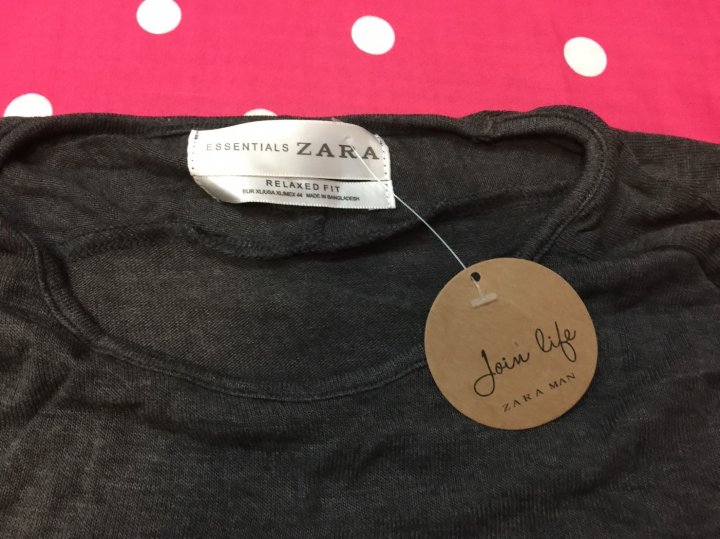 ESSENTIALS ZARA
RELAXED FIT
EUR XL/USA XL/MEX 44 MADE IN BANGLADESH
Join life
ZARA MAN